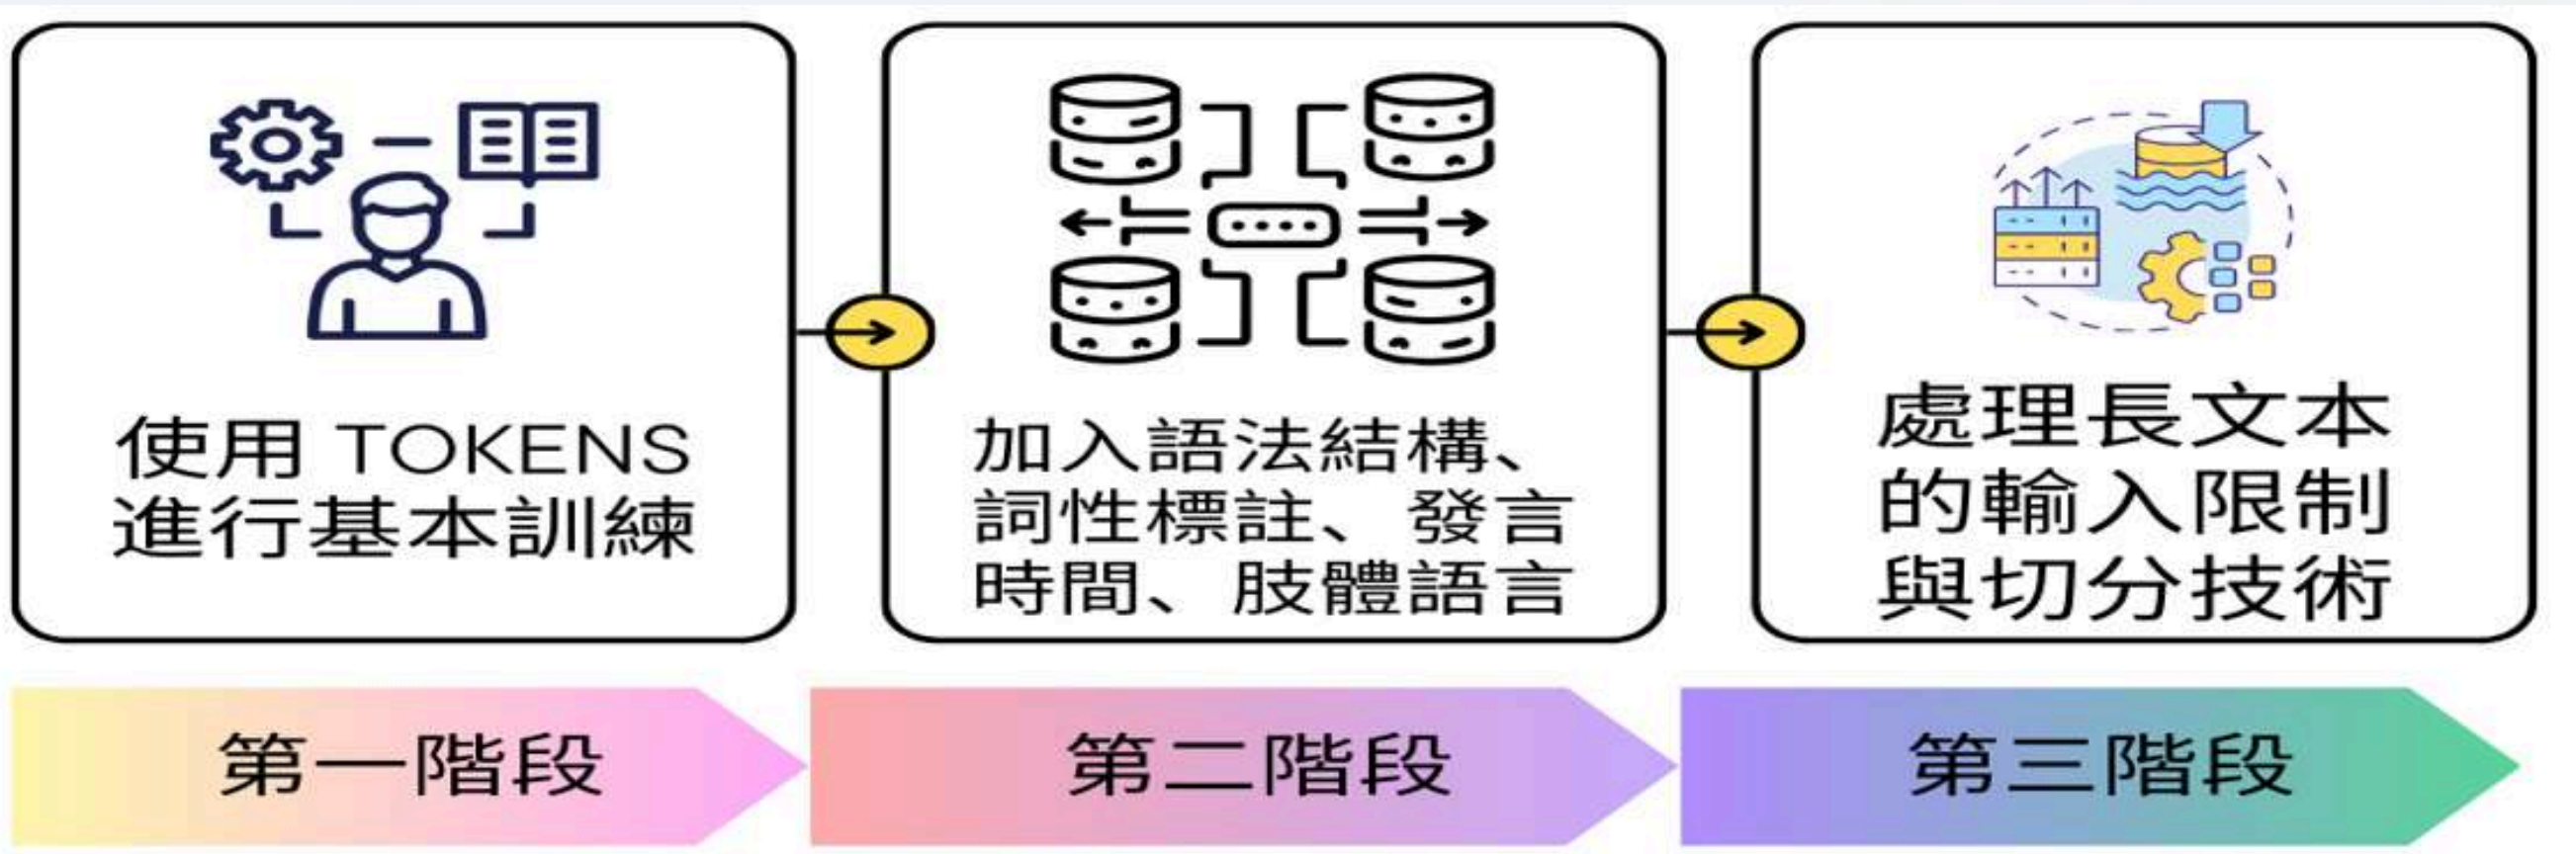 使用 TOKENS
進行基本訓練
加入語法結構、
詞性標註、發言
時間、肢體語言
處理長文本
的輸入限制
與切分技術
第一階段
第二階段
第三階段